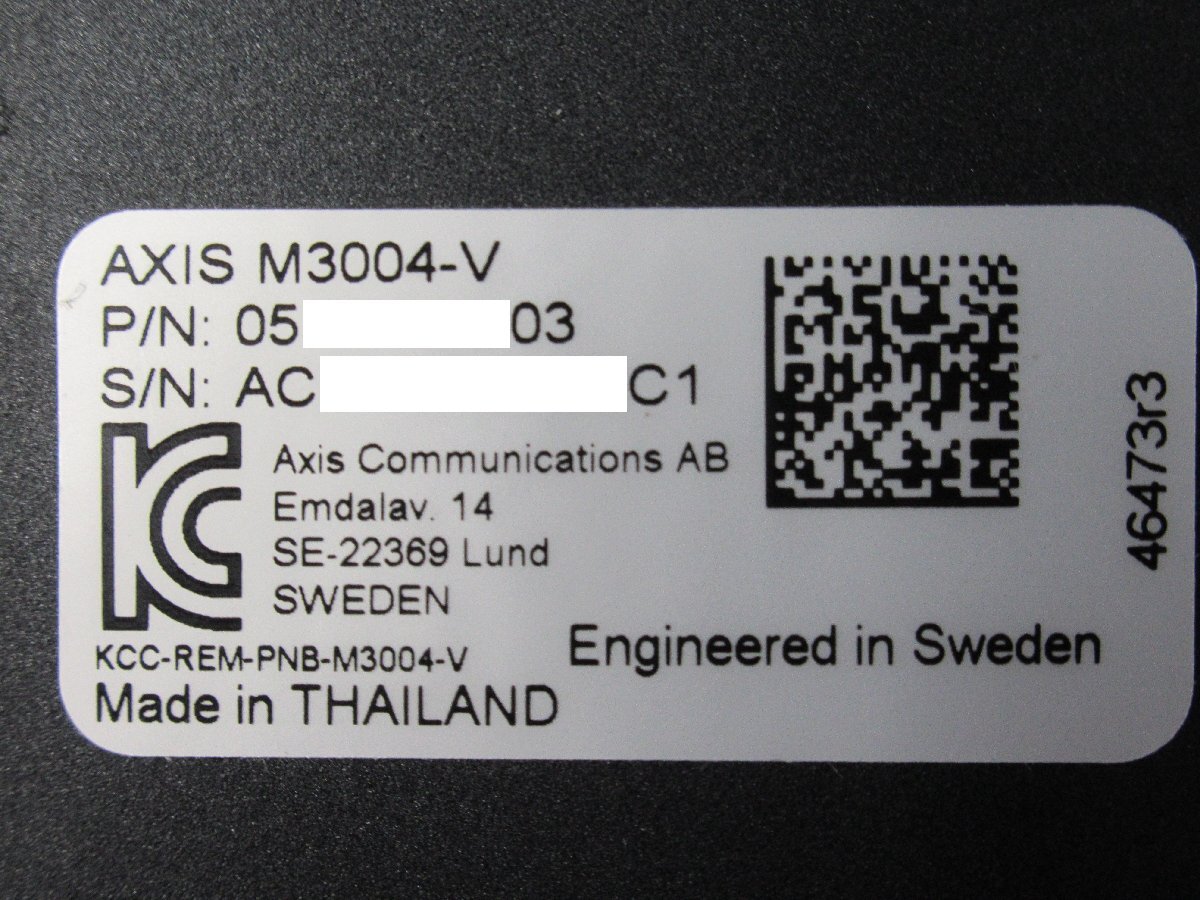 AXIS M3004-V
P/N: 05 03
S/N: AC C1
Axis Communications AB
Emdalav. 14
SE-22369 Lund
SWEDEN
KCC-REM-PNB-M3004-V
Engineered in Sweden
Made in THAILAND
46473r3